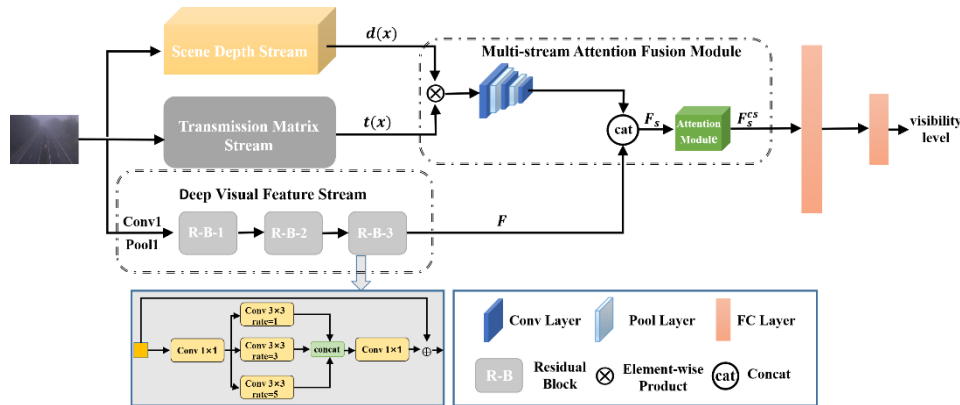 Scene Depth Stream
d(x)
Multi-stream Attention Fusion Module
Transmission Matrix
Stream
t(x)
cat
F_s
Attention
Module
F_s^{cs}
visibility
level
Deep Visual Feature Stream
Conv1
Pool1
R-B-1
R-B-2
R-B-3
F
Conv 3×3
rate=1
Conv 1×1
Conv 3×3
rate=3
concat
Conv 1×1
Conv 3×3
rate=5
Conv Layer
Pool Layer
FC Layer
R-B
Residual
Block
Element-wise
Product
cat
Concat